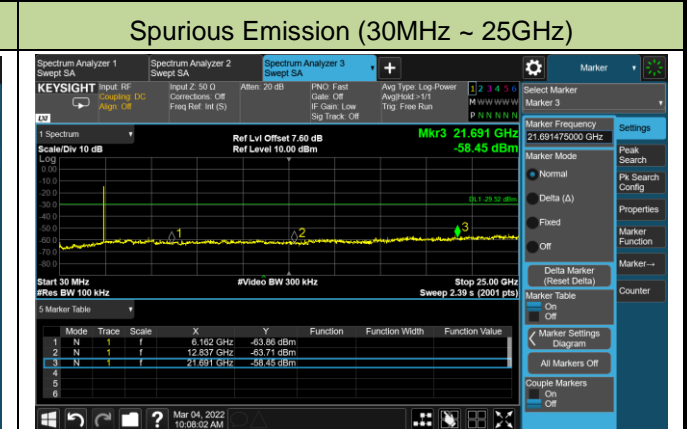 Spurious Emission (30MHz ~ 25GHz)
Spectrum Analyzer 1
Swept SA
Spectrum Analyzer 2
Swept SA
Spectrum Analyzer 3
Swept SA
Marker
KEYSIGHT
Input: RF
Coupling: DC
Align: Off
Input Z: 50 Ω
Corrections: Off
Freq Ref: Int (S)
Atten: 20 dB
PNO: Fast
Gate: Off
IF Gain: Low
Sig Track: Off
Avg Type: Log-Power
Avg|Hold:>1/1
Trig: Free Run
1 2 3 4 5 6
M W W W W W
P N N N N N
LXI
Select Marker
Marker 3
1 Spectrum
Scale/Div 10 dB
Ref Lvl Offset 7.60 dB
Ref Level 10.00 dBm
Mkr3 21.691 GHz
-58.45 dBm
Log
0.00
-10.0
-20.0
-30.0
-40.0
-50.0
-60.0
-70.0
-80.0
DL1 -29.52 dBm
1
2
3
Start 30 MHz
#Res BW 100 kHz
#Video BW 300 kHz
Stop 25.00 GHz
Sweep 2.39 s (2001 pts)
5 Marker Table
Mode Trace Scale X Y Function Function Width Function Value
1 N 1 f 6.162 GHz -63.86 dBm
2 N 1 f 12.837 GHz -63.71 dBm
3 N 1 f 21.691 GHz -58.45 dBm
4
5
6
Mar 04, 2022
10:08:02 AM
Marker Frequency
21.691475000 GHz
Marker Mode
Normal
Delta (Δ)
Fixed
Off
Delta Marker
(Reset Delta)
Marker Table
On
Off
Marker Settings
Diagram
All Markers Off
Couple Markers
On
Off
Settings
Peak
Search
Pk Search
Config
Properties
Marker
Function
Marker→
Counter